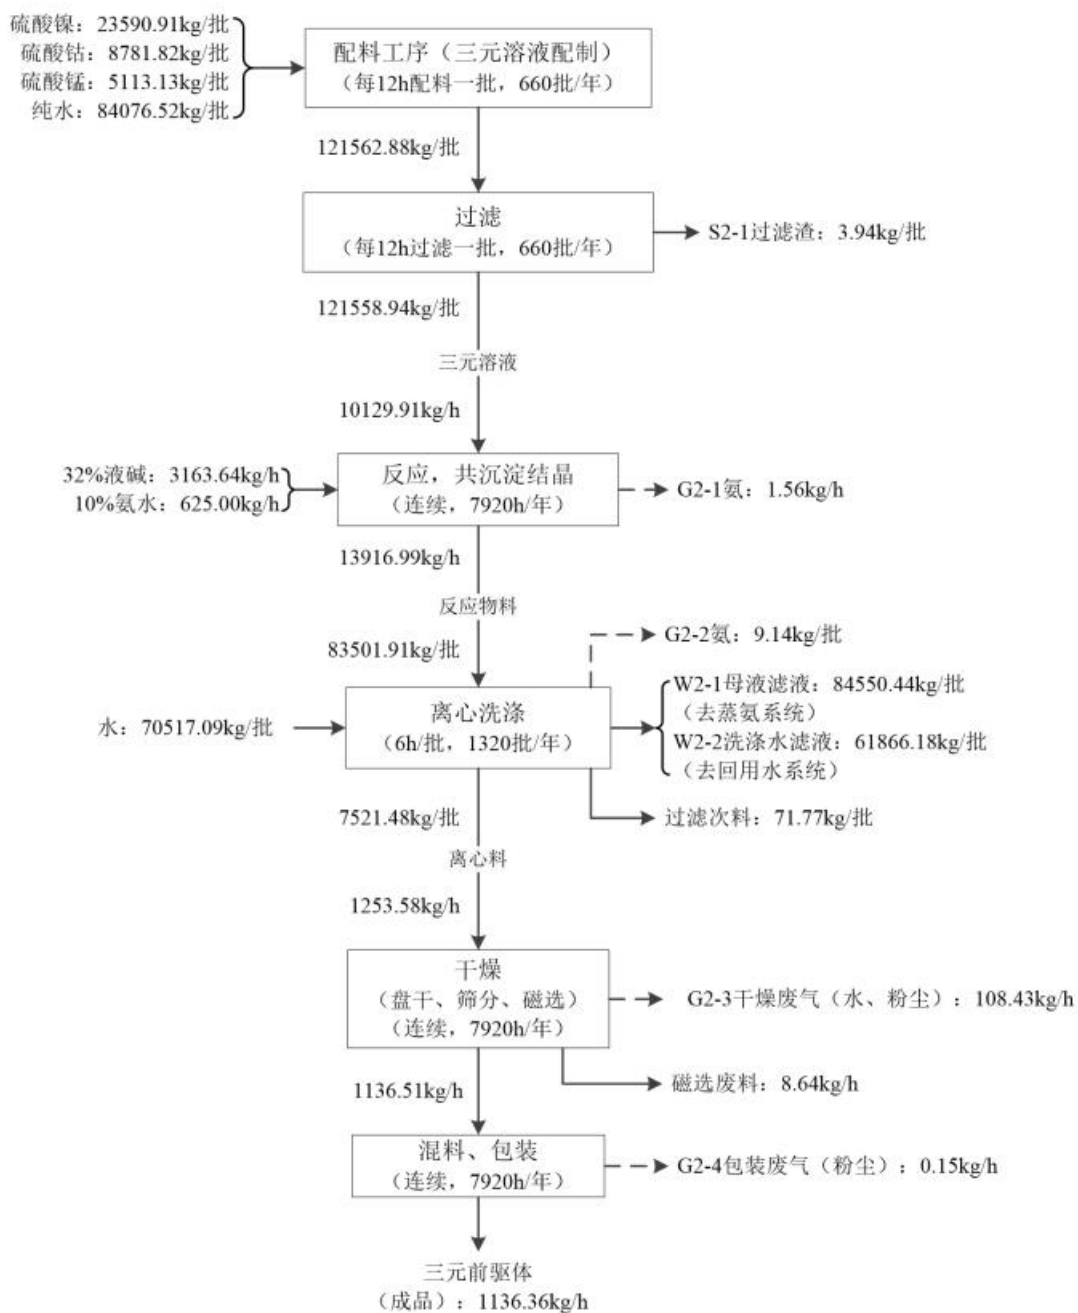 硫酸镍：23590.91kg/批
硫酸钴：8781.82kg/批
硫酸锰：5113.13kg/批
纯水：84076.52kg/批
配料工序（三元溶液配制）
（每12h配料一批，660批/年）
121562.88kg/批
过滤
（每12h过滤一批，660批/年）
S2-1过滤渣：3.94kg/批
121558.94kg/批
三元溶液
10129.91kg/h
32%液碱：3163.64kg/h
10%氨水：625.00kg/h
反应，共沉淀结晶
（连续，7920h/年）
G2-1氨：1.56kg/h
13916.99kg/h
反应物料
83501.91kg/批
G2-2氨：9.14kg/批
水：70517.09kg/批
离心洗涤
（6h/批，1320批/年）
W2-1母液滤液：84550.44kg/批
（去蒸氨系统）
W2-2洗涤水滤液：61866.18kg/批
（去回用水系统）
过滤次料：71.77kg/批
7521.48kg/批
离心料
1253.58kg/h
干燥
（盘干、筛分、磁选）
（连续，7920h/年）
G2-3干燥废气（水、粉尘）：108.43kg/h
磁选废料：8.64kg/h
1136.51kg/h
混料、包装
（连续，7920h/年）
G2-4包装废气（粉尘）：0.15kg/h
三元前驱体
（成品）：1136.36kg/h